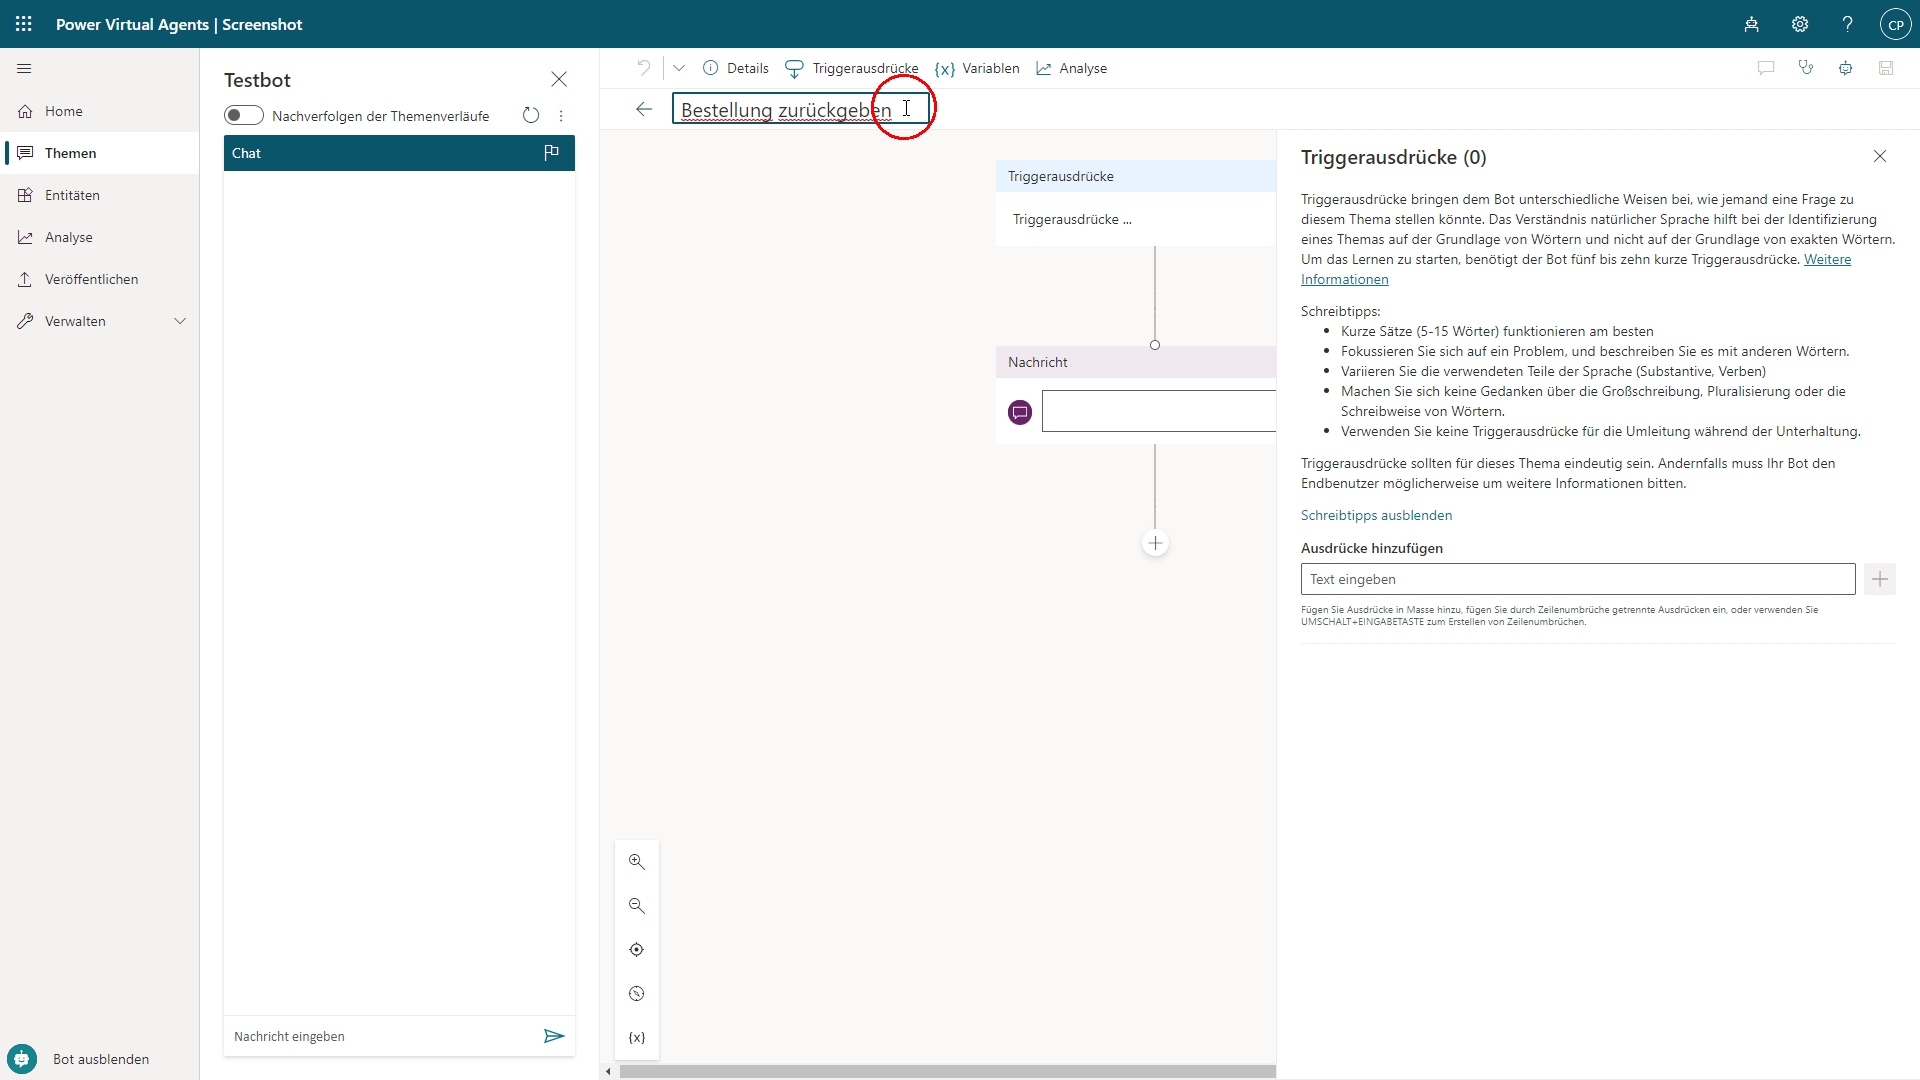 Power Virtual Agents | Screenshot
CP
Home
Themen
Entitäten
Analyse
Veröffentlichen
Verwalten
Bot ausblenden
Testbot
Nachverfolgen der Themenverläufe
Chat
Nachricht eingeben
Details
Triggerausdrücke
{x} Variablen
Analyse
Bestellung zurückgeben
Triggerausdrücke
Triggerausdrücke ...
Nachricht
{x}
Triggerausdrücke (0)
Triggerausdrücke bringen dem Bot unterschiedliche Weisen bei, wie jemand eine Frage zu
diesem Thema stellen könnte. Das Verständnis natürlicher Sprache hilft bei der Identifizierung
eines Themas auf der Grundlage von Wörtern und nicht auf der Grundlage von exakten Wörtern.
Um das Lernen zu starten, benötigt der Bot fünf bis zehn kurze Triggerausdrücke. Weitere
Informationen
Schreibtipps:
• Kurze Sätze (5-15 Wörter) funktionieren am besten
• Fokussieren Sie sich auf ein Problem, und beschreiben Sie es mit anderen Wörtern.
• Variieren Sie die verwendeten Teile der Sprache (Substantive, Verben)
• Machen Sie sich keine Gedanken über die Großschreibung, Pluralisierung oder die
Schreibweise von Wörtern.
• Verwenden Sie keine Triggerausdrücke für die Umleitung während der Unterhaltung.
Triggerausdrücke sollten für dieses Thema eindeutig sein. Andernfalls muss Ihr Bot den
Endbenutzer möglicherweise um weitere Informationen bitten.
Schreibtipps ausblenden
Ausdrücke hinzufügen
Text eingeben
Fügen Sie Ausdrücke in Masse hinzu, fügen Sie durch Zeilenumbrüche getrennte Ausdrücken ein, oder verwenden Sie
UMSCHALT+EINGABETASTE zum Erstellen von Zeilenumbrüchen.